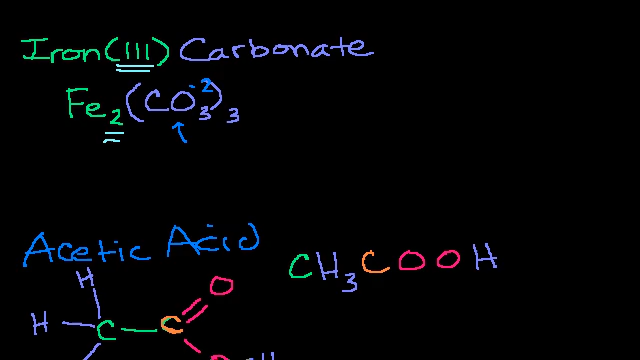 Iron(III) Carbonate
Fe₂(CO₃⁻²)₃
Acetic Acid
CH₃COOH
H
O
H C C
O H